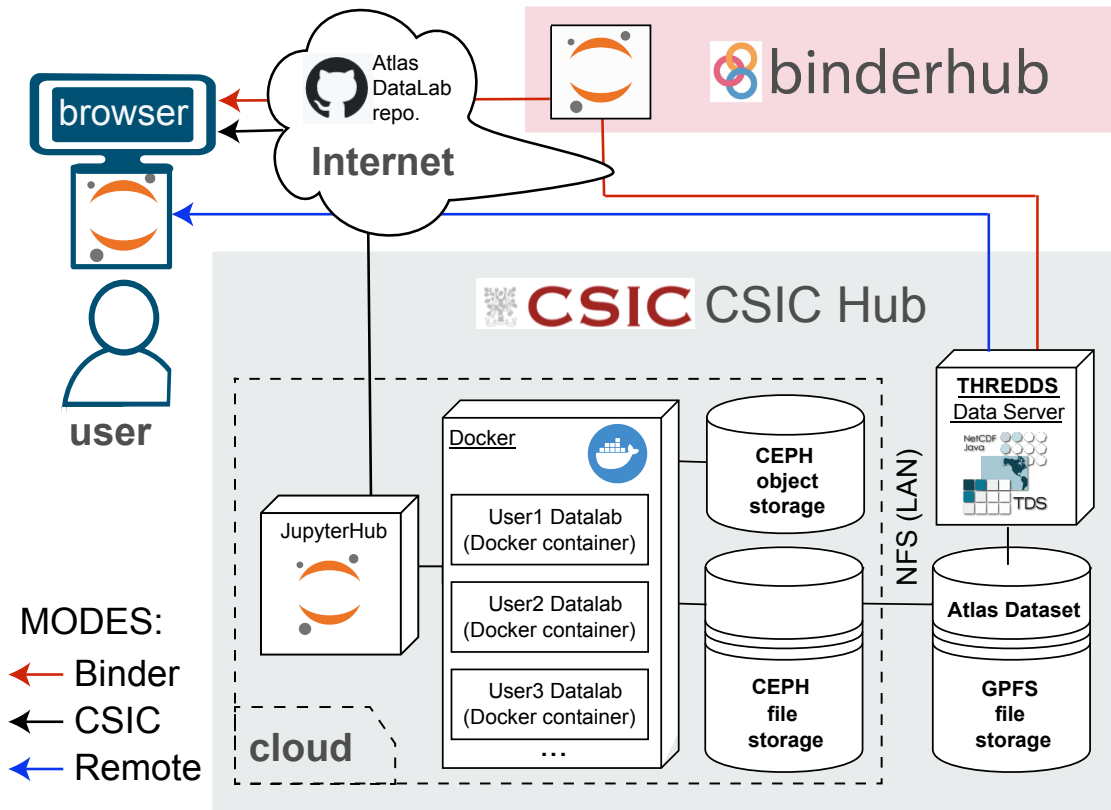 binderhub
Atlas
DataLab
repo.
browser
Internet
CSIC CSIC Hub
user
THREDDS
Data Server
NetCDF
Java
TDS
Docker
CEPH
object
storage
NFS (LAN)
JupyterHub
User1 Datalab
(Docker container)
User2 Datalab
(Docker container)
User3 Datalab
(Docker container)
...
CEPH
file
storage
Atlas Dataset
GPFS
file
storage
cloud
MODES:
Binder
CSIC
Remote